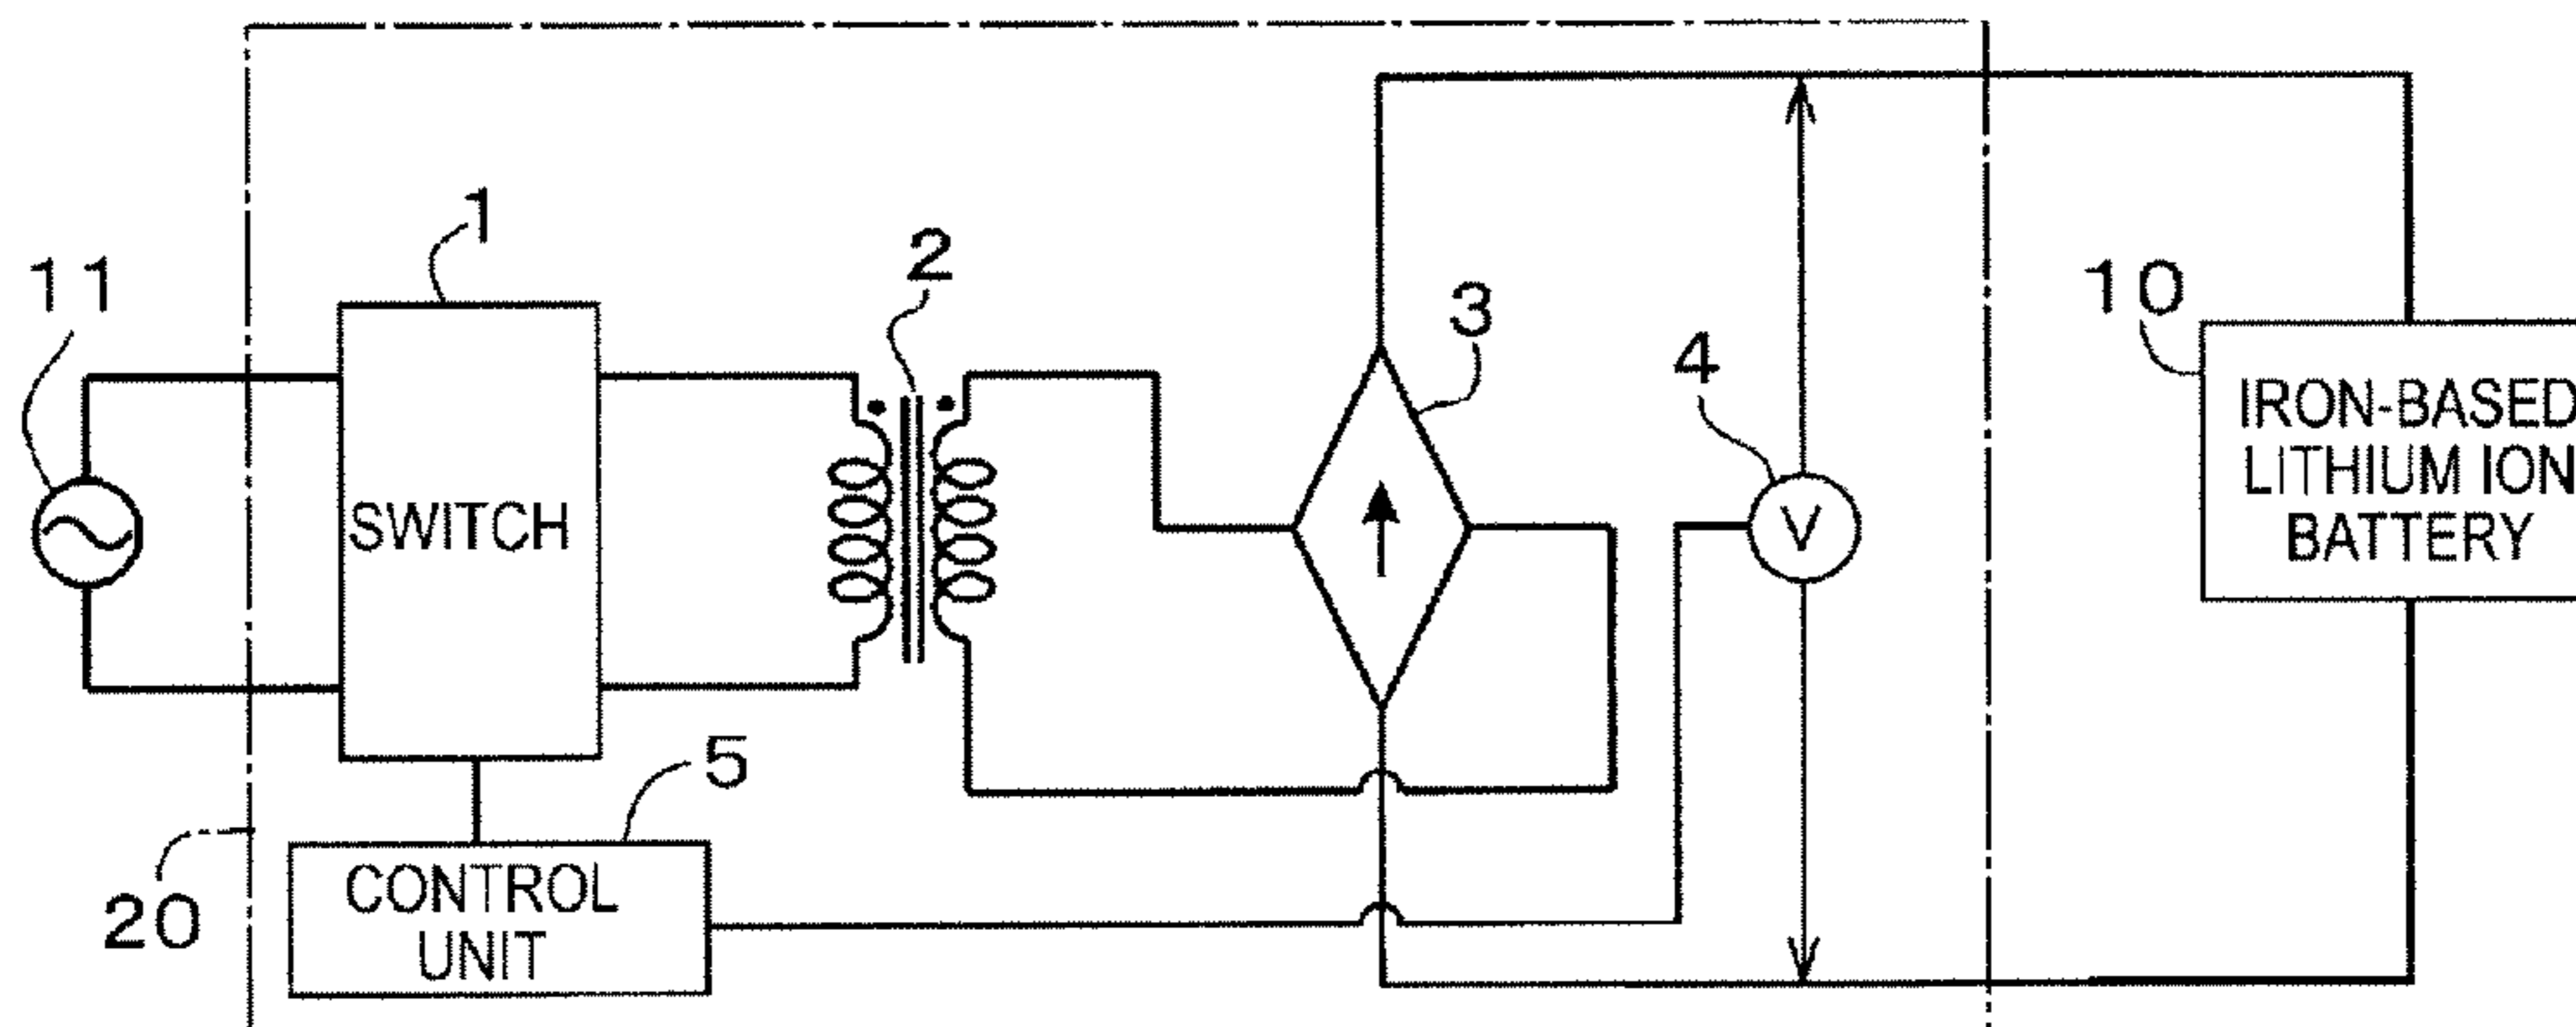 1
2
11
3
10
4
IRON-BASED
LITHIUM ION
BATTERY
SWITCH
V
5
CONTROL
UNIT
20